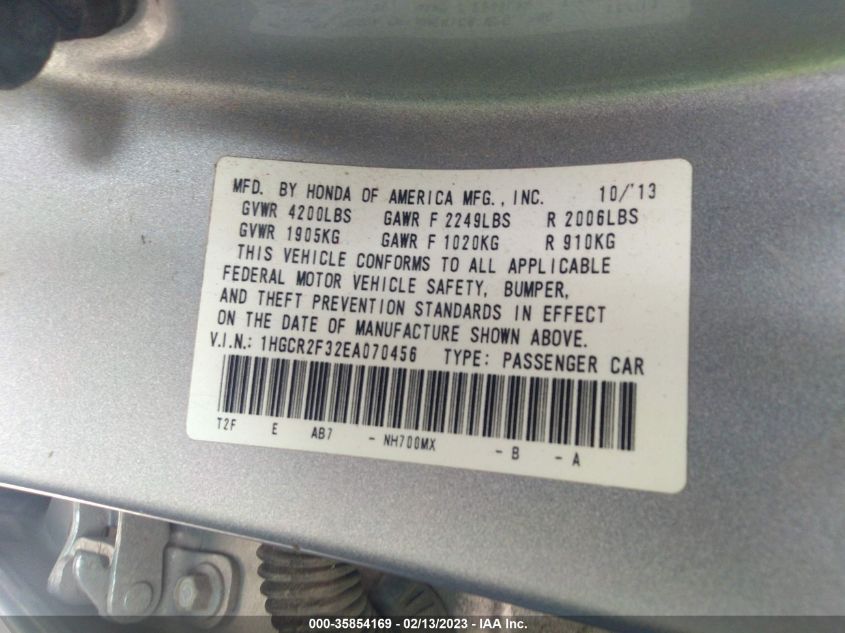 MFD. BY HONDA OF AMERICA MFG., INC. 10/'13
GVWR 4200LBS GAWR F 2249LBS R 2006LBS
GVWR 1905KG GAWR F 1020KG R 910KG
THIS VEHICLE CONFORMS TO ALL APPLICABLE
FEDERAL MOTOR VEHICLE SAFETY, BUMPER,
AND THEFT PREVENTION STANDARDS IN EFFECT
ON THE DATE OF MANUFACTURE SHOWN ABOVE.
V.I.N.: 1HGCR2F32EA070456 TYPE: PASSENGER CAR
T2F E AB7 - NH700MX - B - A
000-35854169 - 02/13/2023 - IAA Inc.